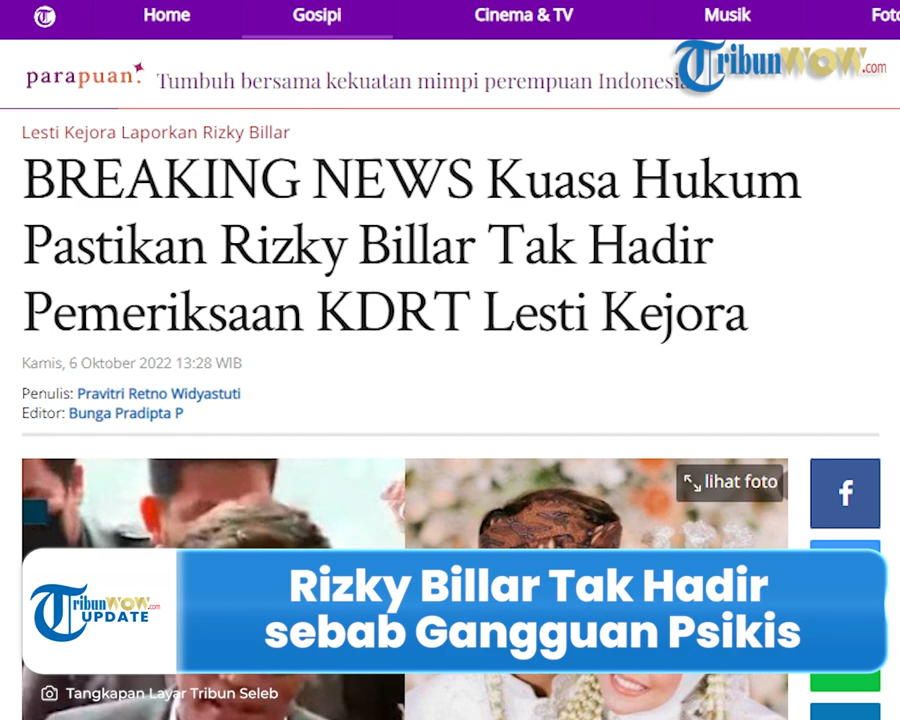 Home Gosipi Cinema & TV Musik Foto
parapuan. Tumbuh bersama kekuatan mimpi perempuan Indonesia
TribunWOW.com
Lesti Kejora Laporkan Rizky Billar
BREAKING NEWS Kuasa Hukum
Pastikan Rizky Billar Tak Hadir
Pemeriksaan KDRT Lesti Kejora
Kamis, 6 Oktober 2022 13:28 WIB
Penulis: Pravitri Retno Widyastuti
Editor: Bunga Pradipta P
lihat foto
f
TribunWOW.com
UPDATE
Rizky Billar Tak Hadir
sebab Gangguan Psikis
Tangkapan Layar Tribun Seleb